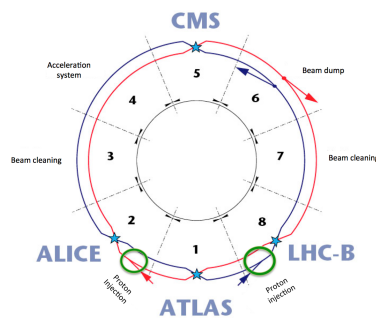 CMS
Acceleration
system
5
Beam dump
4
6
Beam cleaning
3
7
Beam cleaning
2
8
ALICE
1
LHC-B
Proton
injection
Proton
injection
ATLAS